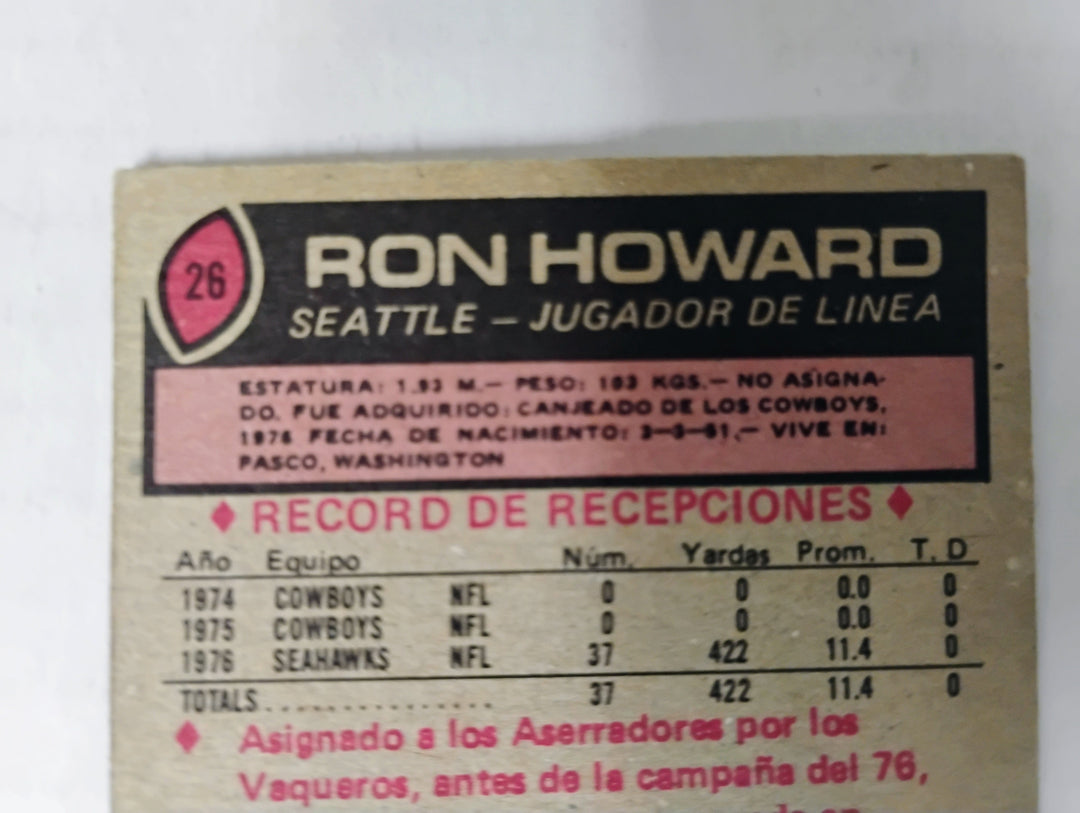 26
RON HOWARD
SEATTLE – JUGADOR DE LINEA
ESTATURA: 1.93 M.– PESO: 103 KGS.– NO ASIGNA-
DO. FUE ADQUIRIDO: CANJEADO DE LOS COWBOYS,
1976 FECHA DE NACIMIENTO: 3–3–51.– VIVE EN:
PASCO, WASHINGTON
♦ RECORD DE RECEPCIONES ♦
Año Equipo Núm. Yardas Prom. T. D
1974 COWBOYS NFL 0 0 0.0 0
1975 COWBOYS NFL 0 0 0.0 0
1976 SEAHAWKS NFL 37 422 11.4 0
TOTALS................ 37 422 11.4 0
♦ Asignado a los Aserradores por los
Vaqueros, antes de la campaña del 76,